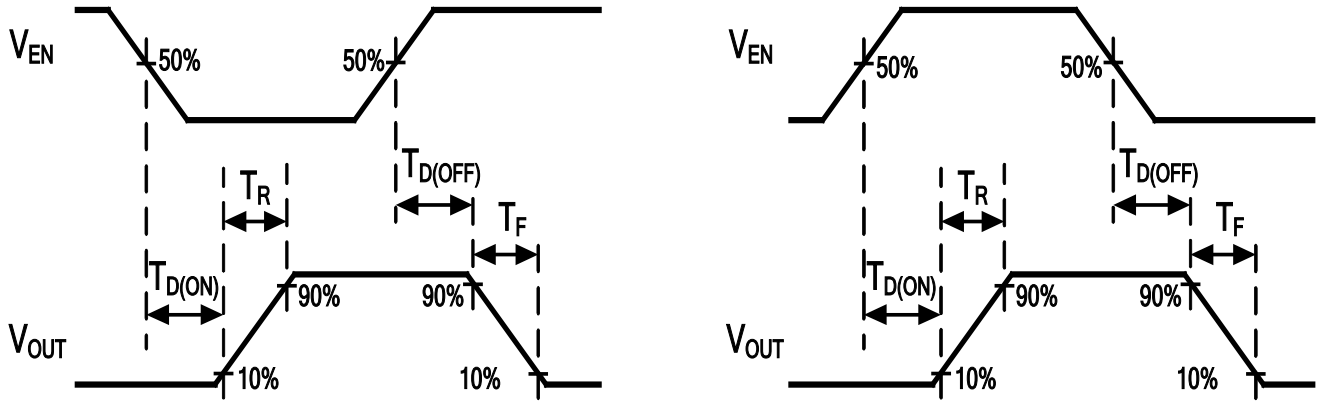 V_EN 50% 50%
T_D(OFF)
T_R
T_F
T_D(ON)
90% 90%
V_OUT
10% 10%
V_EN 50% 50%
T_D(OFF)
T_R
T_F
T_D(ON)
90% 90%
V_OUT
10% 10%